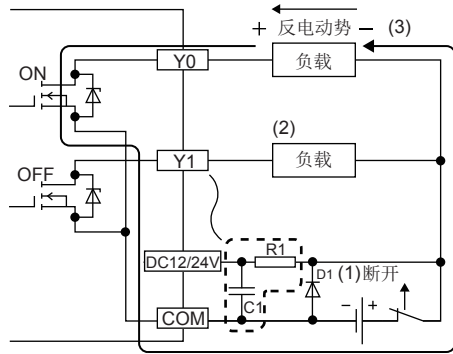 + 反电动势 − (3)
ON
Y0
负载
(2)
OFF
Y1
负载
DC12/24V
R1
D1
(1)断开
C1
− +
COM